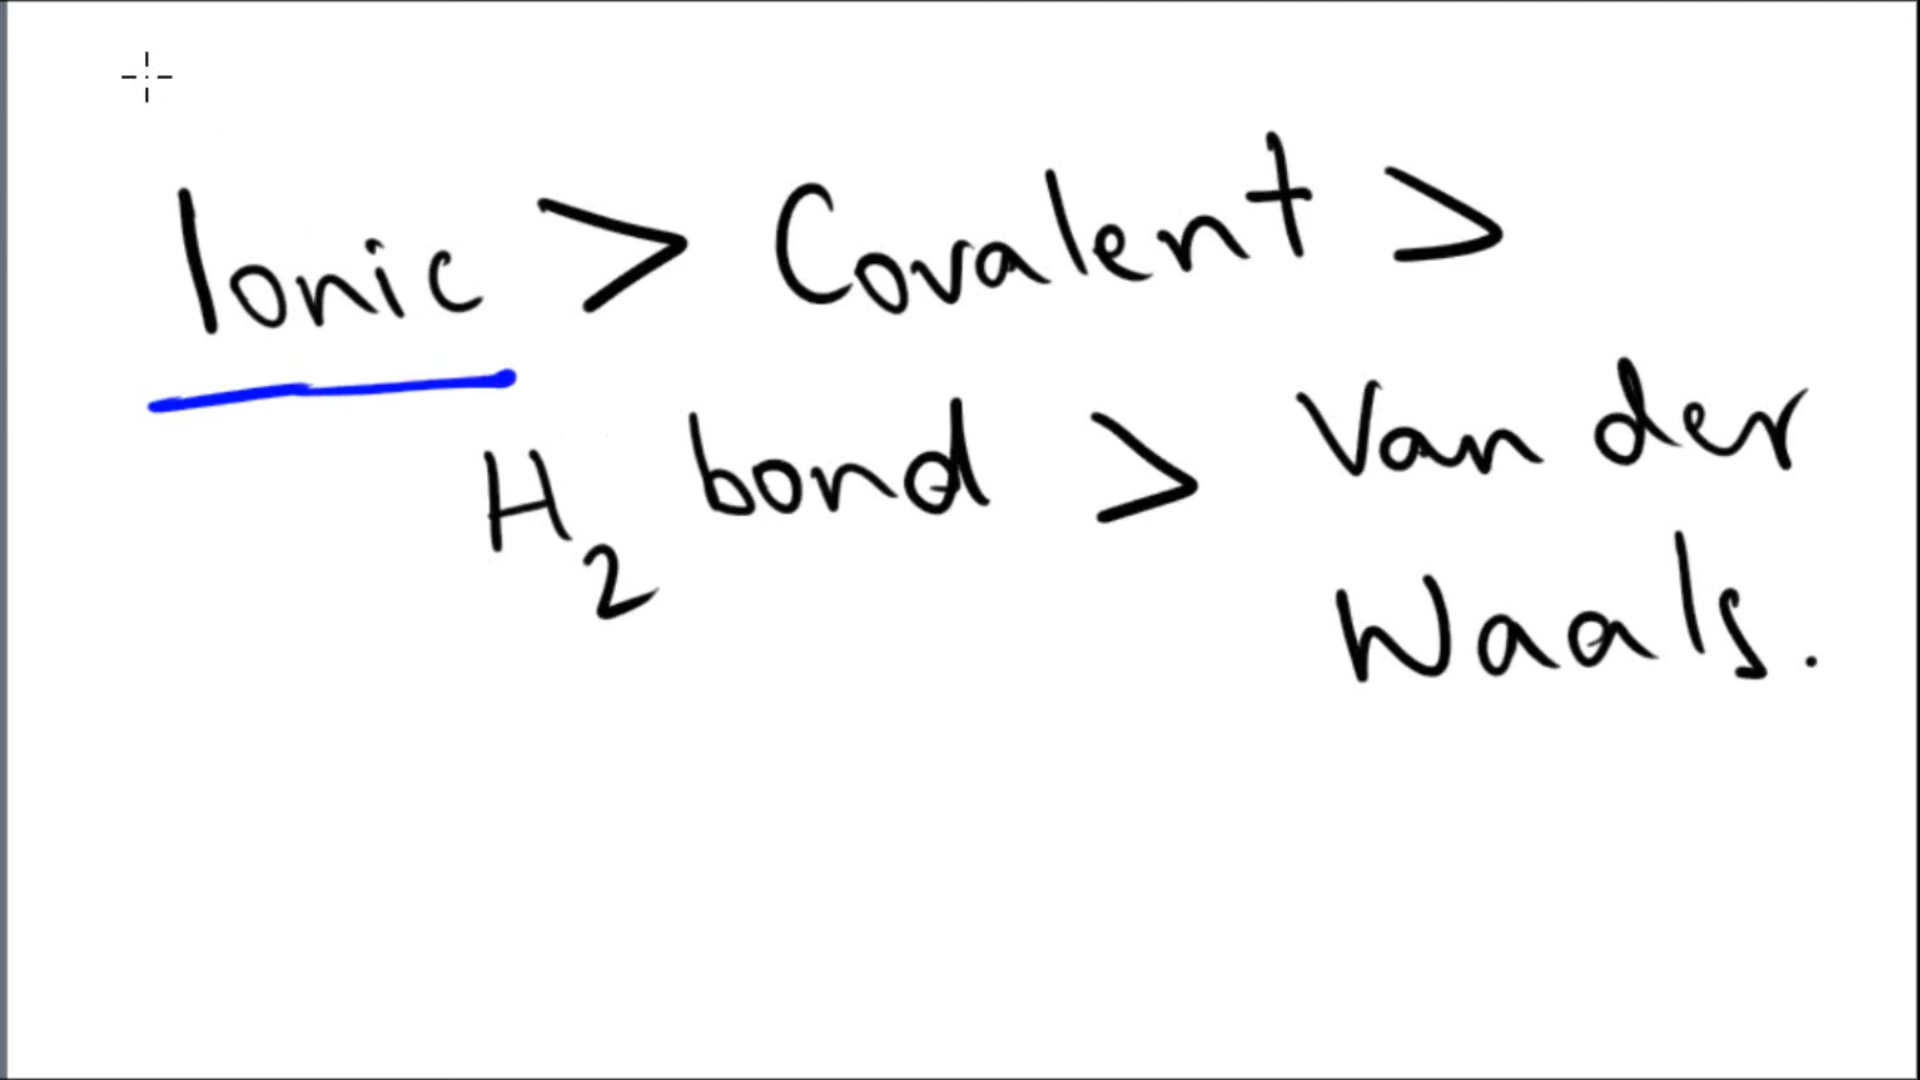 Ionic > Covalent >
H₂ bond > Van der
Waals.